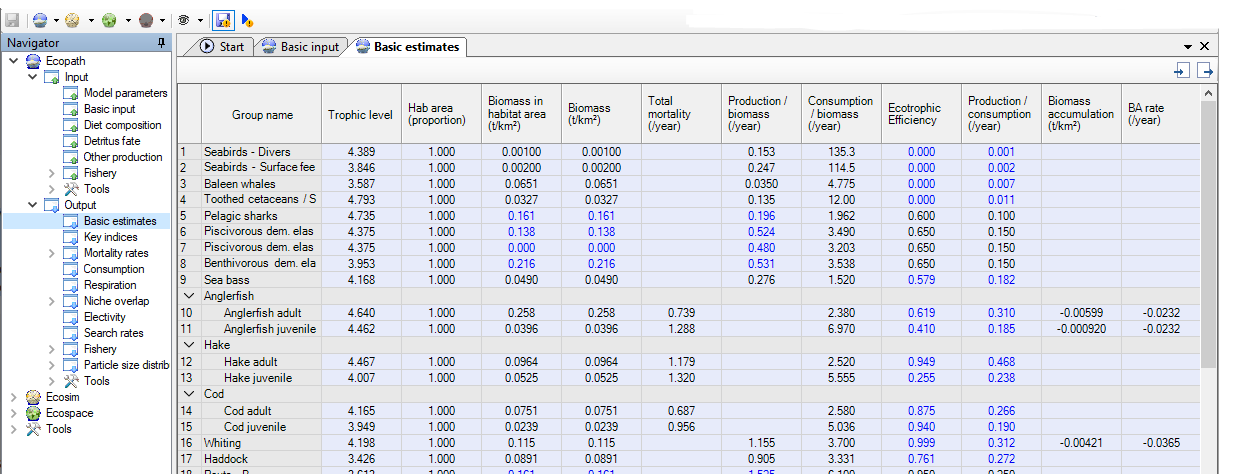 Navigator
Ecopath
Input
Model parameters
Basic input
Diet composition
Detritus fate
Other production
Fishery
Tools
Output
Basic estimates
Key indices
Mortality rates
Consumption
Respiration
Niche overlap
Electivity
Search rates
Fishery
Particle size distrib
Tools
Ecosim
Ecospace
Tools
Start Basic input Basic estimates
Group name Trophic level Hab area (proportion) Biomass in habitat area (t/km²) Biomass (t/km²) Total mortality (/year) Production / biomass (/year) Consumption / biomass (/year) Ecotrophic Efficiency Production / consumption (/year) Biomass accumulation (t/km²) BA rate (/year)
1 Seabirds - Divers 4.389 1.000 0.00100 0.00100 0.153 135.3 0.000 0.001
2 Seabirds - Surface fee 3.846 1.000 0.00200 0.00200 0.247 114.5 0.000 0.002
3 Baleen whales 3.587 1.000 0.0651 0.0651 0.0350 4.775 0.000 0.007
4 Toothed cetaceans / S 4.793 1.000 0.0327 0.0327 0.135 12.00 0.000 0.011
5 Pelagic sharks 4.735 1.000 0.161 0.161 0.196 1.962 0.600 0.100
6 Piscivorous dem. elas 4.375 1.000 0.138 0.138 0.524 3.490 0.650 0.150
7 Piscivorous dem. elas 4.375 1.000 0.000 0.000 0.480 3.203 0.650 0.150
8 Benthivorous dem. ela 3.953 1.000 0.216 0.216 0.531 3.538 0.650 0.150
9 Sea bass 4.168 1.000 0.0490 0.0490 0.276 1.520 0.579 0.182
Anglerfish
10 Anglerfish adult 4.640 1.000 0.258 0.258 0.739 2.380 0.619 0.310 -0.00599 -0.0232
11 Anglerfish juvenile 4.462 1.000 0.0396 0.0396 1.288 6.970 0.410 0.185 -0.000920 -0.0232
Hake
12 Hake adult 4.467 1.000 0.0964 0.0964 1.179 2.520 0.949 0.468
13 Hake juvenile 4.007 1.000 0.0525 0.0525 1.320 5.555 0.255 0.238
Cod
14 Cod adult 4.165 1.000 0.0751 0.0751 0.687 2.580 0.875 0.266
15 Cod juvenile 3.949 1.000 0.0239 0.0239 0.956 5.036 0.940 0.190
16 Whiting 4.198 1.000 0.115 0.115 1.155 3.700 0.999 0.312 -0.00421 -0.0365
17 Haddock 3.426 1.000 0.0891 0.0891 0.905 3.331 0.761 0.272